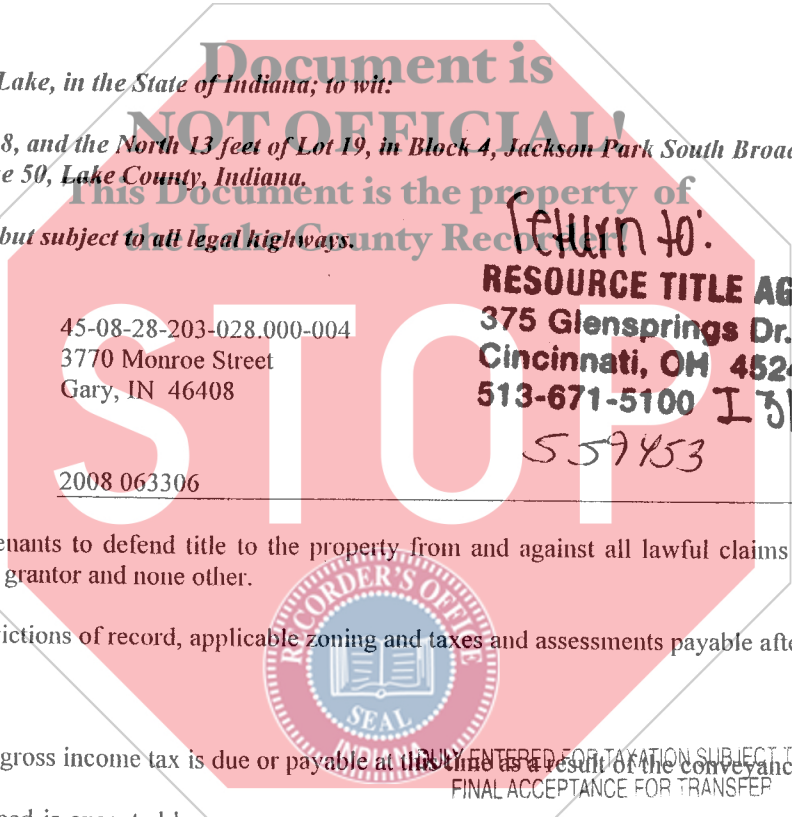 Document is
Lake, in the State of Indiana; to wit:
NOT OFFICIAL!
8, and the North 13 feet of Lot 19, in Block 4, Jackson Park South Broad
e 50, Lake County, Indiana.
This Document is the property of
but subject to all legal highways.
the Lake County Recorder!
return to:
RESOURCE TITLE AG
375 Glensprings Dr.
Cincinnati, OH 4524
513-671-5100
559453
45-08-28-203-028.000-004
3770 Monroe Street
Gary, IN 46408
2008 063306
STOP
enants to defend title to the property from and against all lawful claims
grantor and none other.
RECORDER'S OFFICE
SEAL
INDIANA
ictions of record, applicable zoning and taxes and assessments payable afte
gross income tax is due or payable at this time as a result of the conveyanc
DULY ENTERED FOR TAXATION SUBJECT T
FINAL ACCEPTANCE FOR TRANSFER